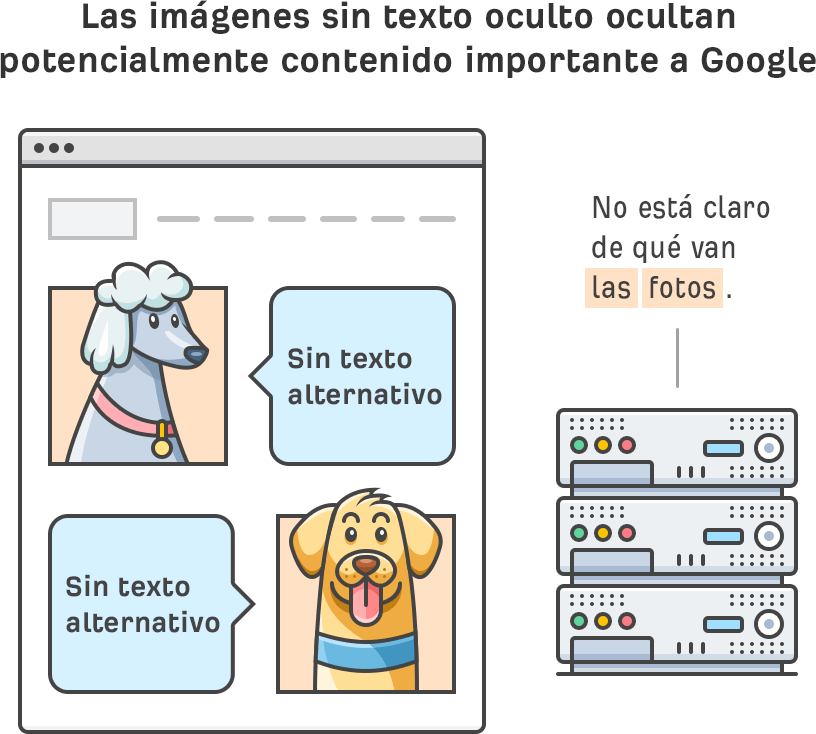 Las imágenes sin texto oculto ocultan
potencialmente contenido importante a Google
No está claro
de qué van
las fotos.
Sin texto
alternativo
Sin texto
alternativo